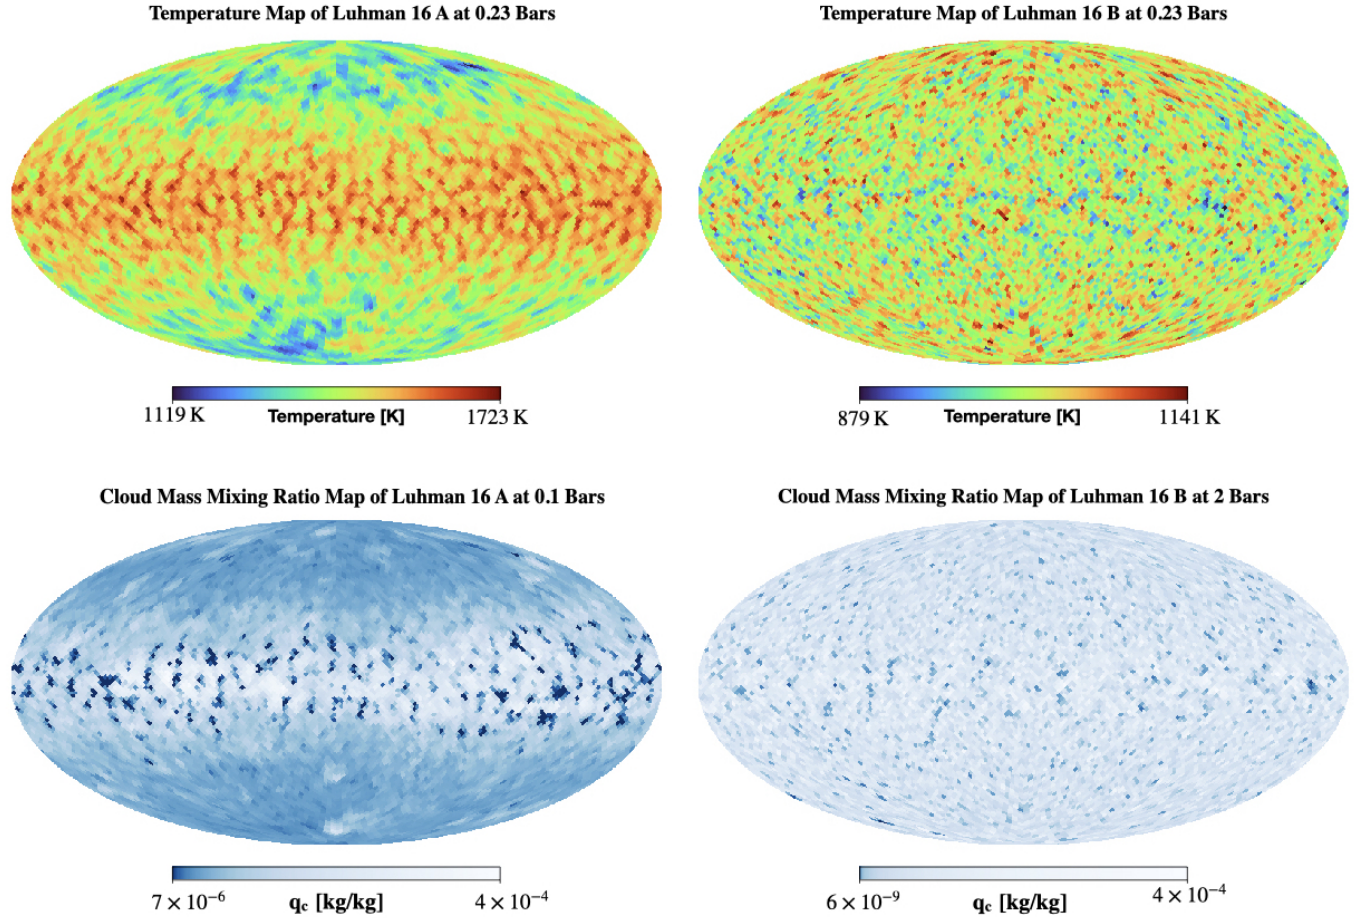 Temperature Map of Luhman 16 A at 0.23 Bars
Temperature Map of Luhman 16 B at 0.23 Bars
1119 K
Temperature [K]
1723 K
879 K
Temperature [K]
1141 K
Cloud Mass Mixing Ratio Map of Luhman 16 A at 0.1 Bars
Cloud Mass Mixing Ratio Map of Luhman 16 B at 2 Bars
7 × 10⁻⁶
q_c [kg/kg]
4 × 10⁻⁴
6 × 10⁻⁹
q_c [kg/kg]
4 × 10⁻⁴